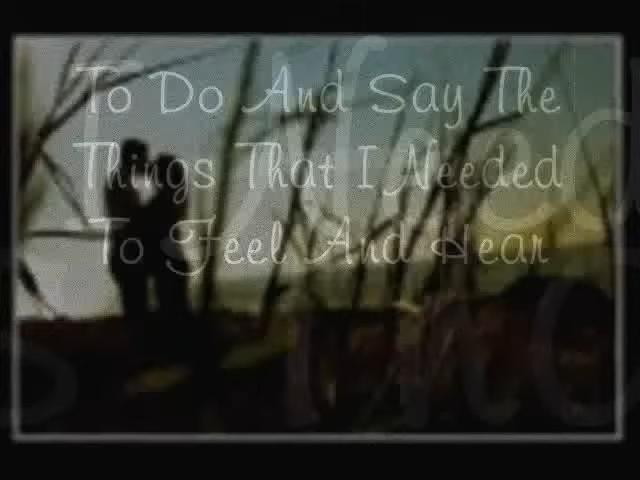 To Do And Say The
Things That I Needed
To Feel And Hear